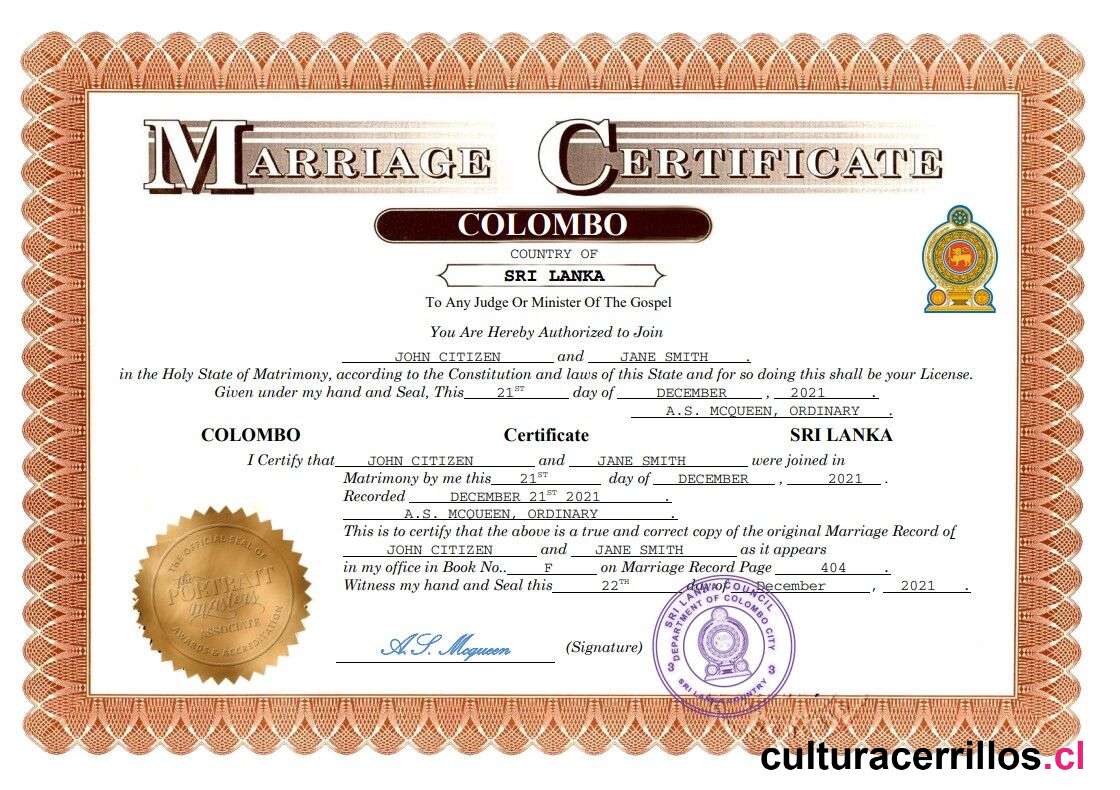 MARRIAGE CERTIFICATE
COLOMBO
COUNTRY OF
SRI LANKA
To Any Judge Or Minister Of The Gospel
You Are Hereby Authorized to Join
JOHN CITIZEN and JANE SMITH .
in the Holy State of Matrimony, according to the Constitution and laws of this State and for so doing this shall be your License.
Given under my hand and Seal, This 21ST day of DECEMBER , 2021 .
A.S. MCQUEEN, ORDINARY .
COLOMBO Certificate SRI LANKA
I Certify that JOHN CITIZEN and JANE SMITH were joined in
Matrimony by me this 21ST day of DECEMBER , 2021 .
Recorded DECEMBER 21ST 2021 .
A.S. MCQUEEN, ORDINARY .
This is to certify that the above is a true and correct copy of the original Marriage Record of
JOHN CITIZEN and JANE SMITH as it appears
in my office in Book No.. F on Marriage Record Page 404 .
Witness my hand and Seal this 22TH day of December , 2021 .
A.S. Mcqueen (Signature)
THE OFFICIAL SEAL OF
the
PORTRAIT
masters
ASSOCIATE
AWARDS & ACCREDITATION
SRI LANKA COUNCIL
DEPARTMENT OF COLOMBO CITY
3 3
SRI LANKA COUNTRY
culturacerrillos.cl